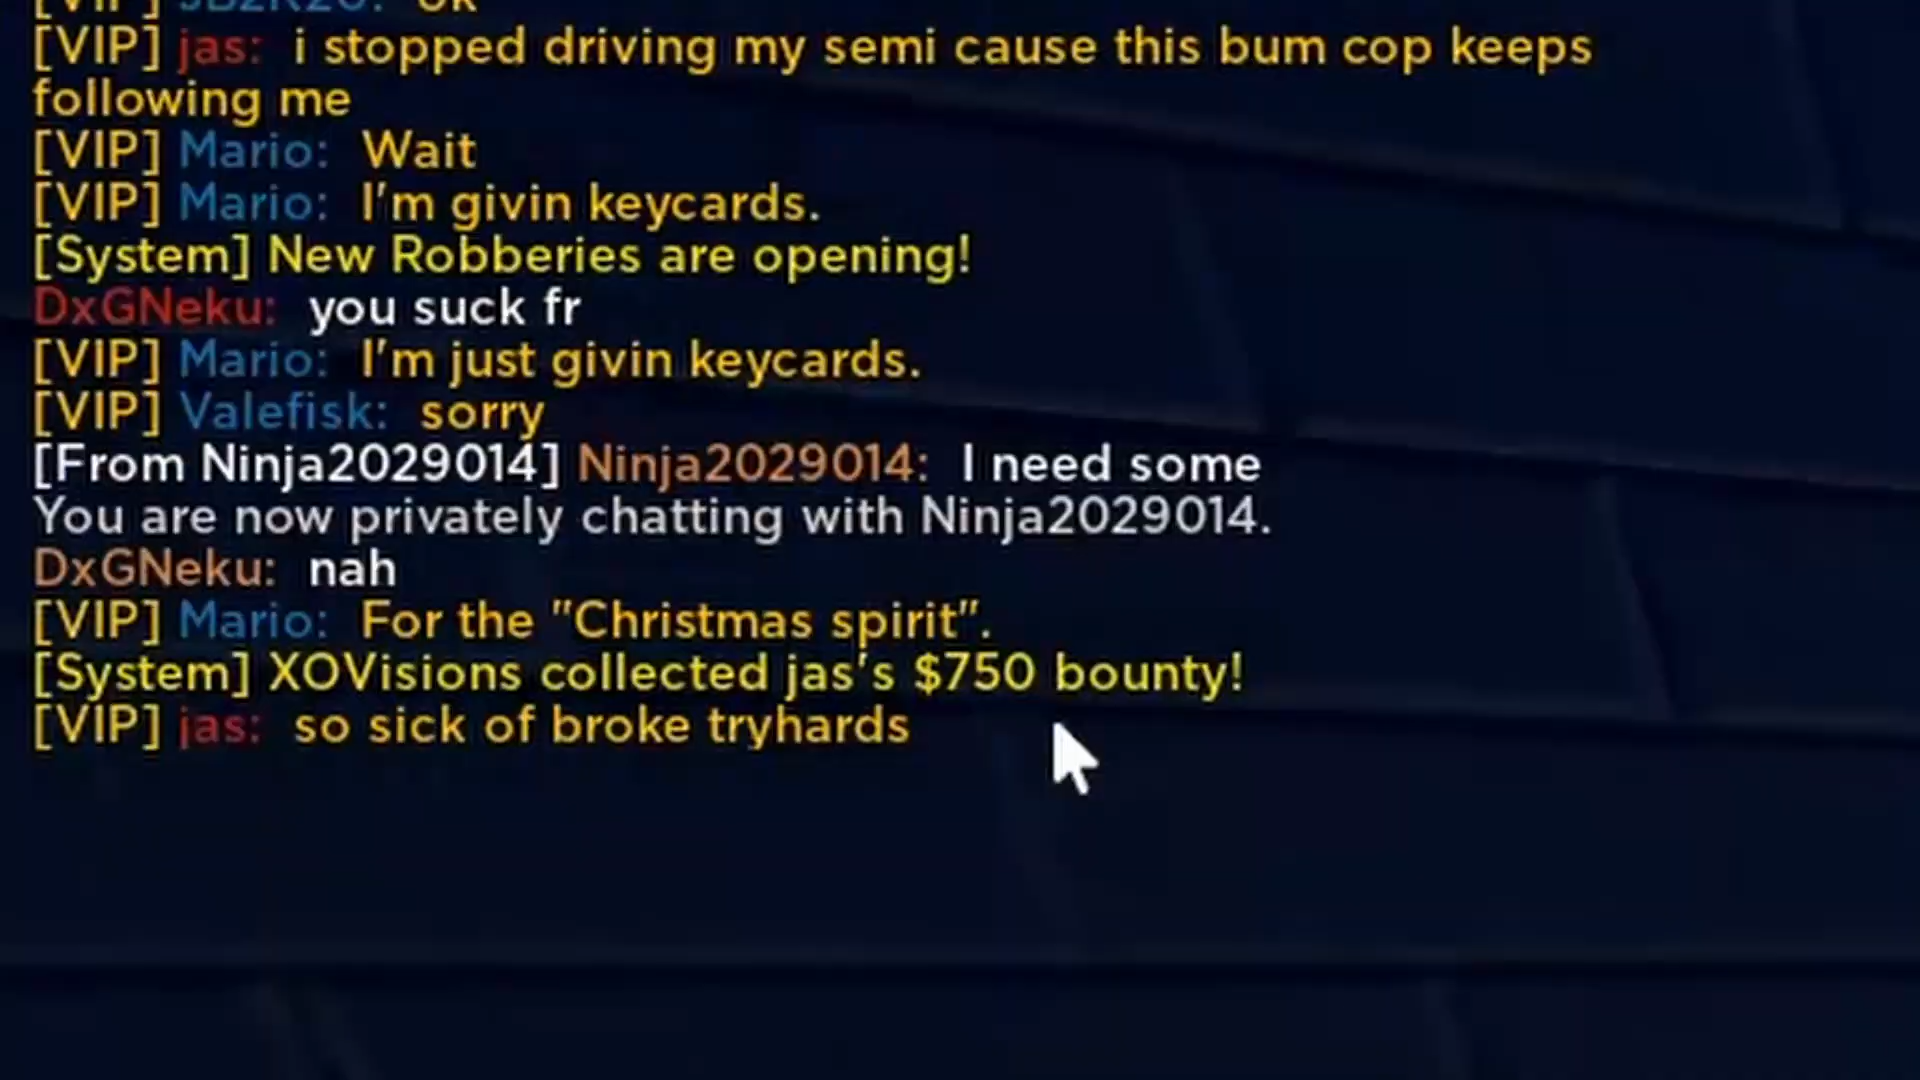 [VIP] jas: i stopped driving my semi cause this bum cop keeps
following me
[VIP] Mario: Wait
[VIP] Mario: I'm givin keycards.
[System] New Robberies are opening!
DxGNeku: you suck fr
[VIP] Mario: I'm just givin keycards.
[VIP] Valefisk: sorry
[From Ninja2029014] Ninja2029014: I need some
You are now privately chatting with Ninja2029014.
DxGNeku: nah
[VIP] Mario: For the "Christmas spirit".
[System] XOVisions collected jas's $750 bounty!
[VIP] jas: so sick of broke tryhards